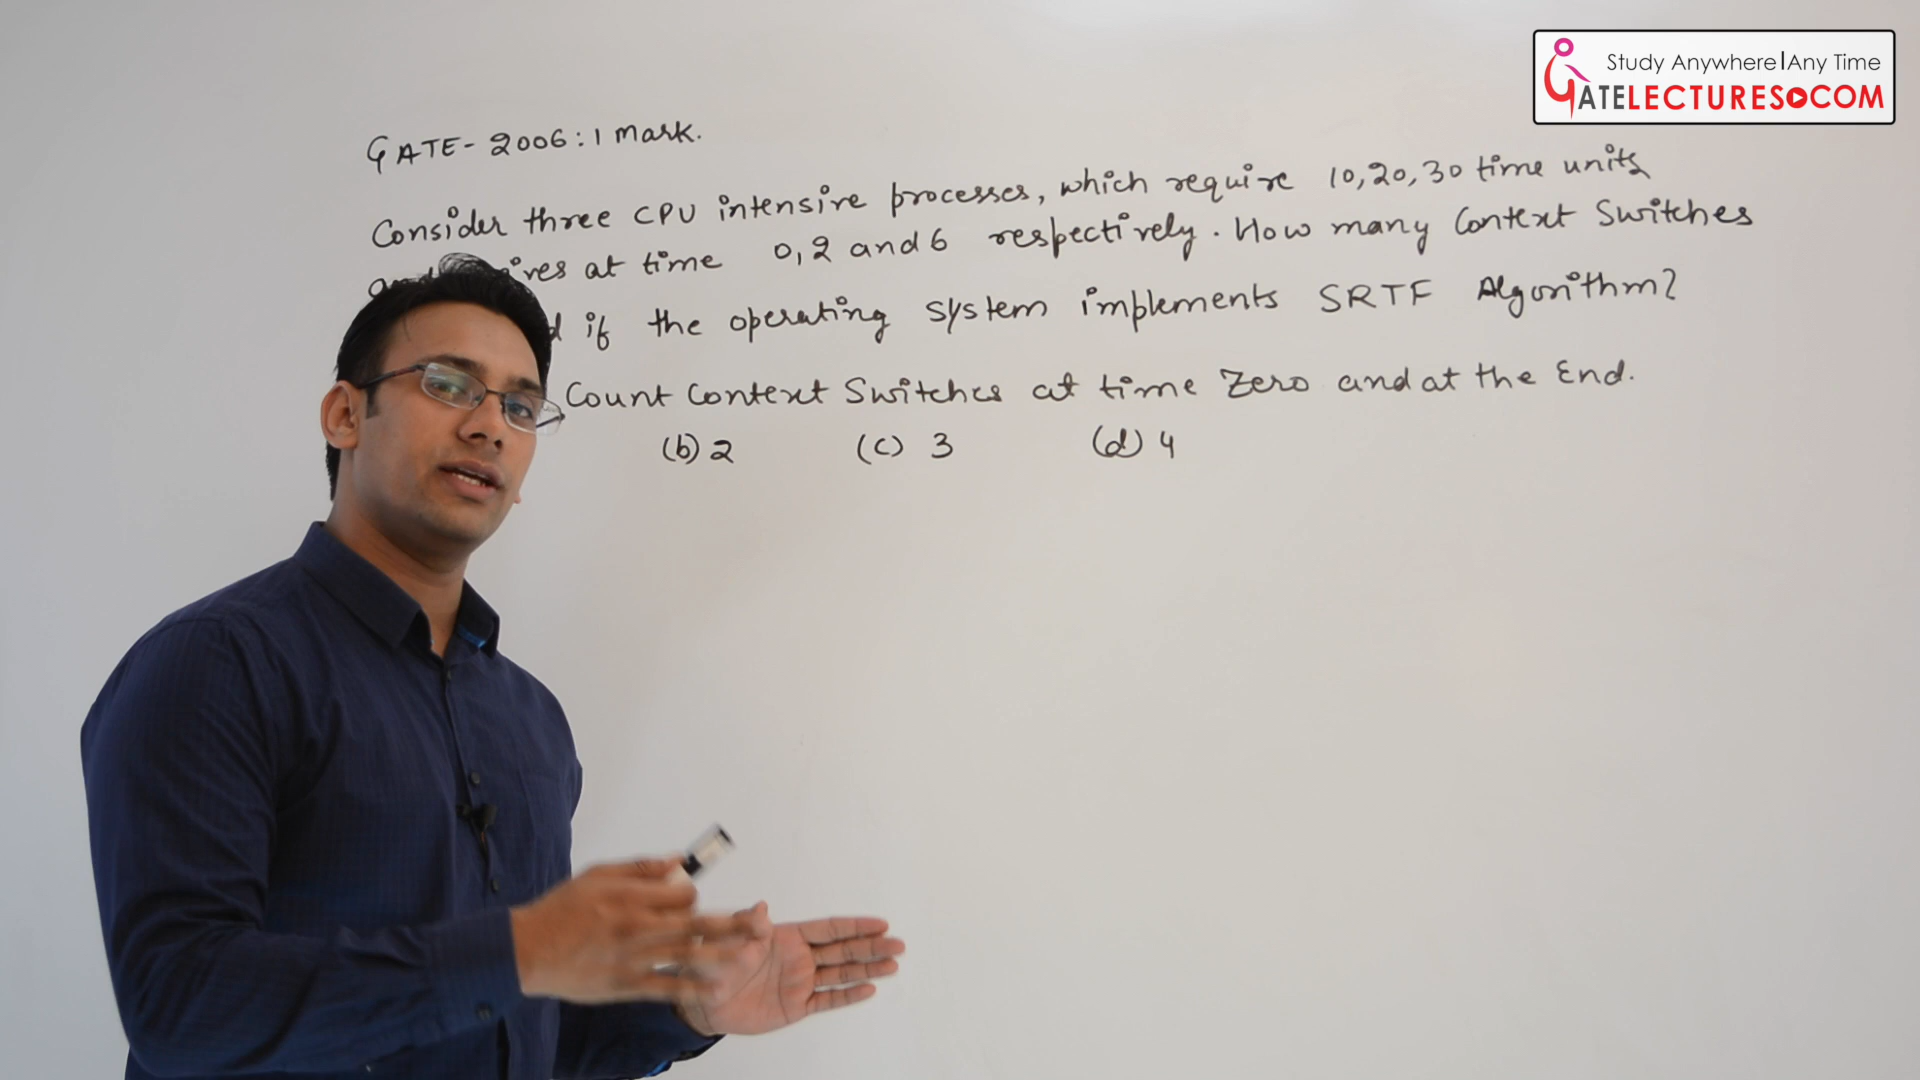 Study Anywhere|Any Time
GATELECTURES.COM
GATE- 2006: 1 Mark.
Consider three CPU intensive processes, which require 10, 20, 30 time units
at time 0, 2 and 6 respectively. How many Context Switches
if the operating system implements SRTF Algorithm?
Count Context Switches at time Zero and at the End.
(b) 2 (c) 3 (d) 4